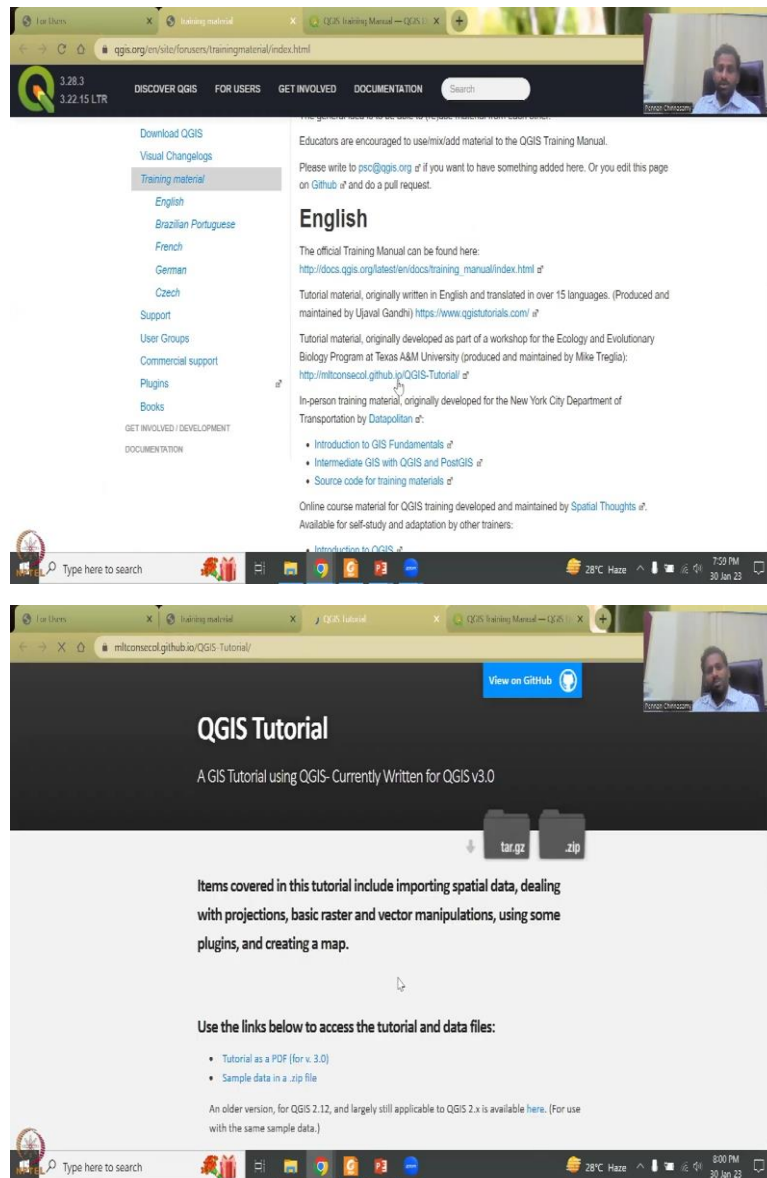 For Users
Training material
QGIS Training Manual — QGIS
qgis.org/en/site/forusers/trainingmaterial/index.html
3.28.3
3.22.15 LTR
DISCOVER QGIS
FOR USERS
GET INVOLVED
DOCUMENTATION
Search
Download QGIS
Visual Changelogs
Training material
English
Brazilian Portuguese
French
German
Czech
Support
User Groups
Commercial support
Plugins
Books
GET INVOLVED / DEVELOPMENT
DOCUMENTATION
Educators are encouraged to use/mix/add material to the QGIS Training Manual.
Please write to psc@qgis.org if you want to have something added here. Or you edit this page
on Github and do a pull request.
English
The official Training Manual can be found here:
http://docs.qgis.org/latest/en/docs/training_manual/index.html
Tutorial material, originally written in English and translated in over 15 languages. (Produced and
maintained by Ujaval Gandhi) https://www.qgistutorials.com/
Tutorial material, originally developed as part of a workshop for the Ecology and Evolutionary
Biology Program at Texas A&M University (produced and maintained by Mike Treglia):
http://mltconsecol.github.io/QGIS-Tutorial/
In-person training material, originally developed for the New York City Department of
Transportation by Datapolitan:
• Introduction to GIS Fundamentals
• Intermediate GIS with QGIS and PostGIS
• Source code for training materials
Online course material for QGIS training developed and maintained by Spatial Thoughts.
Available for self-study and adaptation by other trainers:
• Introduction to QGIS
Pennan Chinnasamy
NPTEL
Type here to search
28°C Haze
7:59 PM
30 Jan 23
For Users
Training material
QGIS Tutorial
QGIS Training Manual — QGIS
mltconsecol.github.io/QGIS-Tutorial/
View on GitHub
Pennan Chinnasamy
QGIS Tutorial
A GIS Tutorial using QGIS- Currently Written for QGIS v3.0
tar.gz
.zip
Items covered in this tutorial include importing spatial data, dealing
with projections, basic raster and vector manipulations, using some
plugins, and creating a map.
Use the links below to access the tutorial and data files:
• Tutorial as a PDF (for v. 3.0)
• Sample data in a .zip file
An older version, for QGIS 2.12, and largely still applicable to QGIS 2.x is available here. (For use
with the same sample data.)
NPTEL
Type here to search
28°C Haze
8:00 PM
30 Jan 23